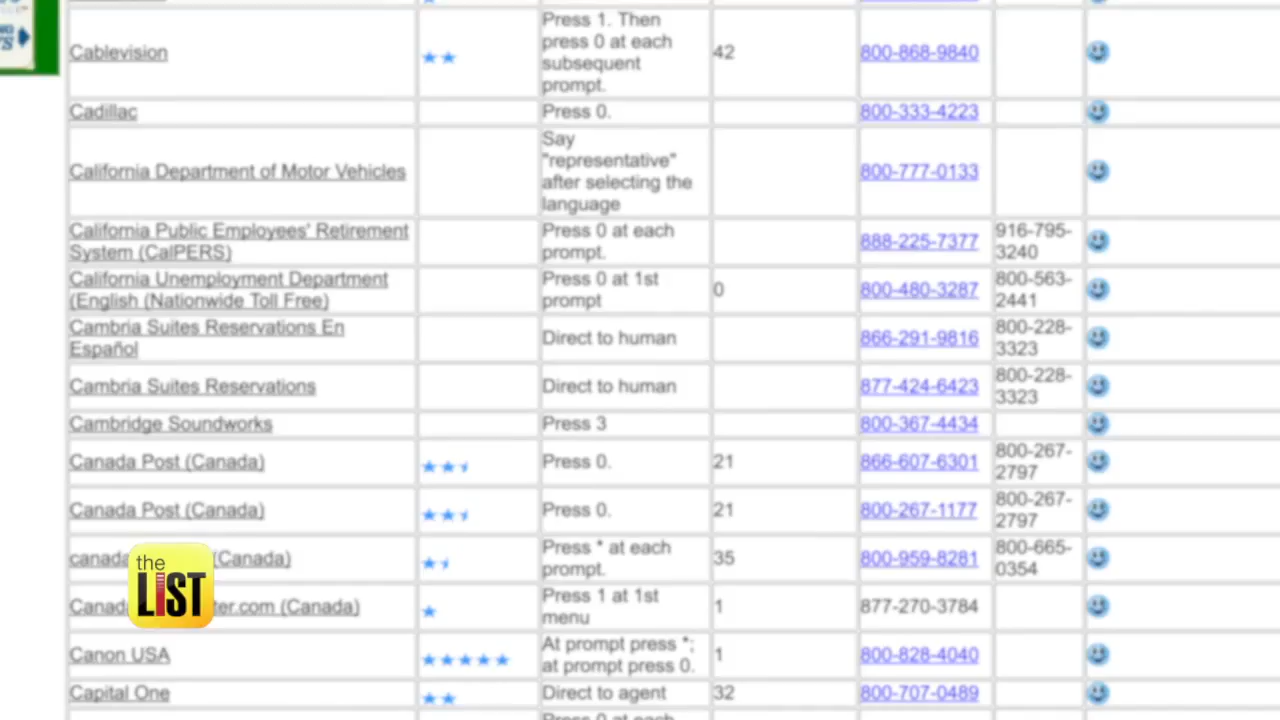 Press 1. Then
press 0 at each
subsequent
prompt.
Cablevision
42
800-868-9840
Cadillac
Press 0.
800-333-4223
California Department of Motor Vehicles
Say
"representative"
after selecting the
language
800-777-0133
California Public Employees' Retirement
System (CalPERS)
Press 0 at each
prompt.
888-225-7377
916-795-
3240
California Unemployment Department
(English (Nationwide Toll Free)
Press 0 at 1st
prompt
0
800-480-3287
800-563-
2441
Cambria Suites Reservations En
Español
Direct to human
866-291-9816
800-228-
3323
Cambria Suites Reservations
Direct to human
877-424-6423
800-228-
3323
Cambridge Soundworks
Press 3
800-367-4434
Canada Post (Canada)
Press 0.
21
866-607-6301
800-267-
2797
Canada Post (Canada)
Press 0.
21
800-267-1177
800-267-
2797
canada (Canada)
Press * at each
prompt.
35
800-959-8281
800-665-
0354
ter.com (Canada)
Press 1 at 1st
menu
1
877-270-3784
the
LIST
Canon USA
At prompt press *;
at prompt press 0.
1
800-828-4040
Capital One
Direct to agent
32
800-707-0489
Press 0 at each